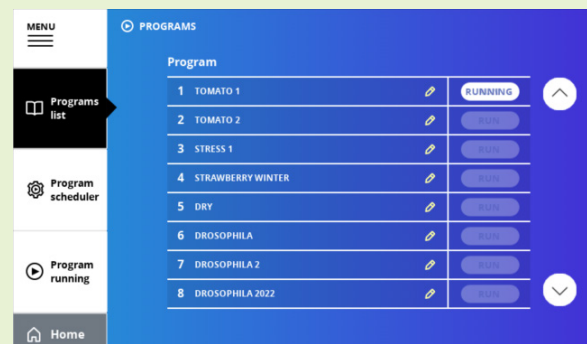 MENU
PROGRAMS
Program
Programs
list
1 TOMATO 1 RUNNING
2 TOMATO 2 RUN
3 STRESS 1 RUN
4 STRAWBERRY WINTER RUN
Program
scheduler
5 DRY RUN
6 DROSOPHILA RUN
Program
running
7 DROSOPHILA 2 RUN
8 DROSOPHILA 2022 RUN
Home